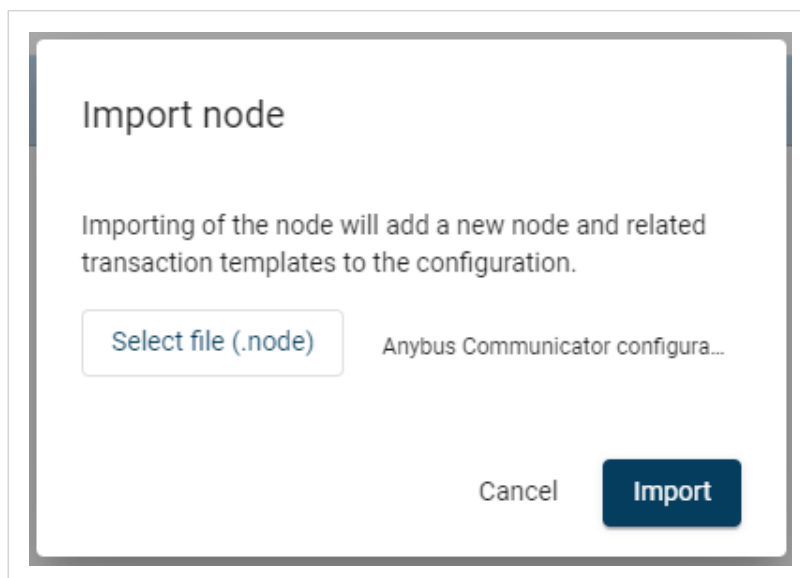 Import node
Importing of the node will add a new node and related
transaction templates to the configuration.
Select file (.node)
Anybus Communicator configura...
Cancel
Import